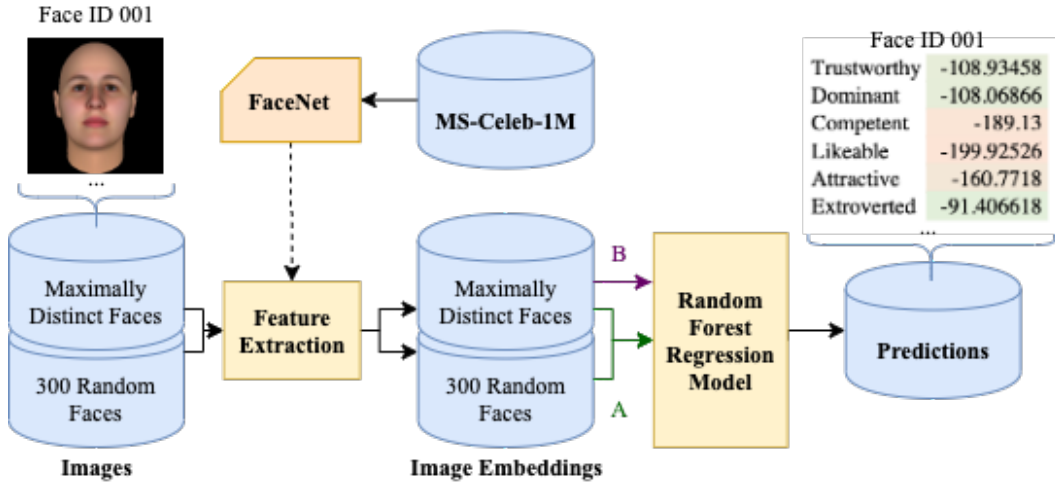 Face ID 001
...
Maximally
Distinct Faces
300 Random
Faces
Images
FaceNet
MS-Celeb-1M
Feature
Extraction
Maximally
Distinct Faces
300 Random
Faces
Image Embeddings
B
A
Random
Forest
Regression
Model
Face ID 001
Trustworthy -108.93458
Dominant -108.06866
Competent -189.13
Likeable -199.92526
Attractive -160.7718
Extroverted -91.406618
...
Predictions